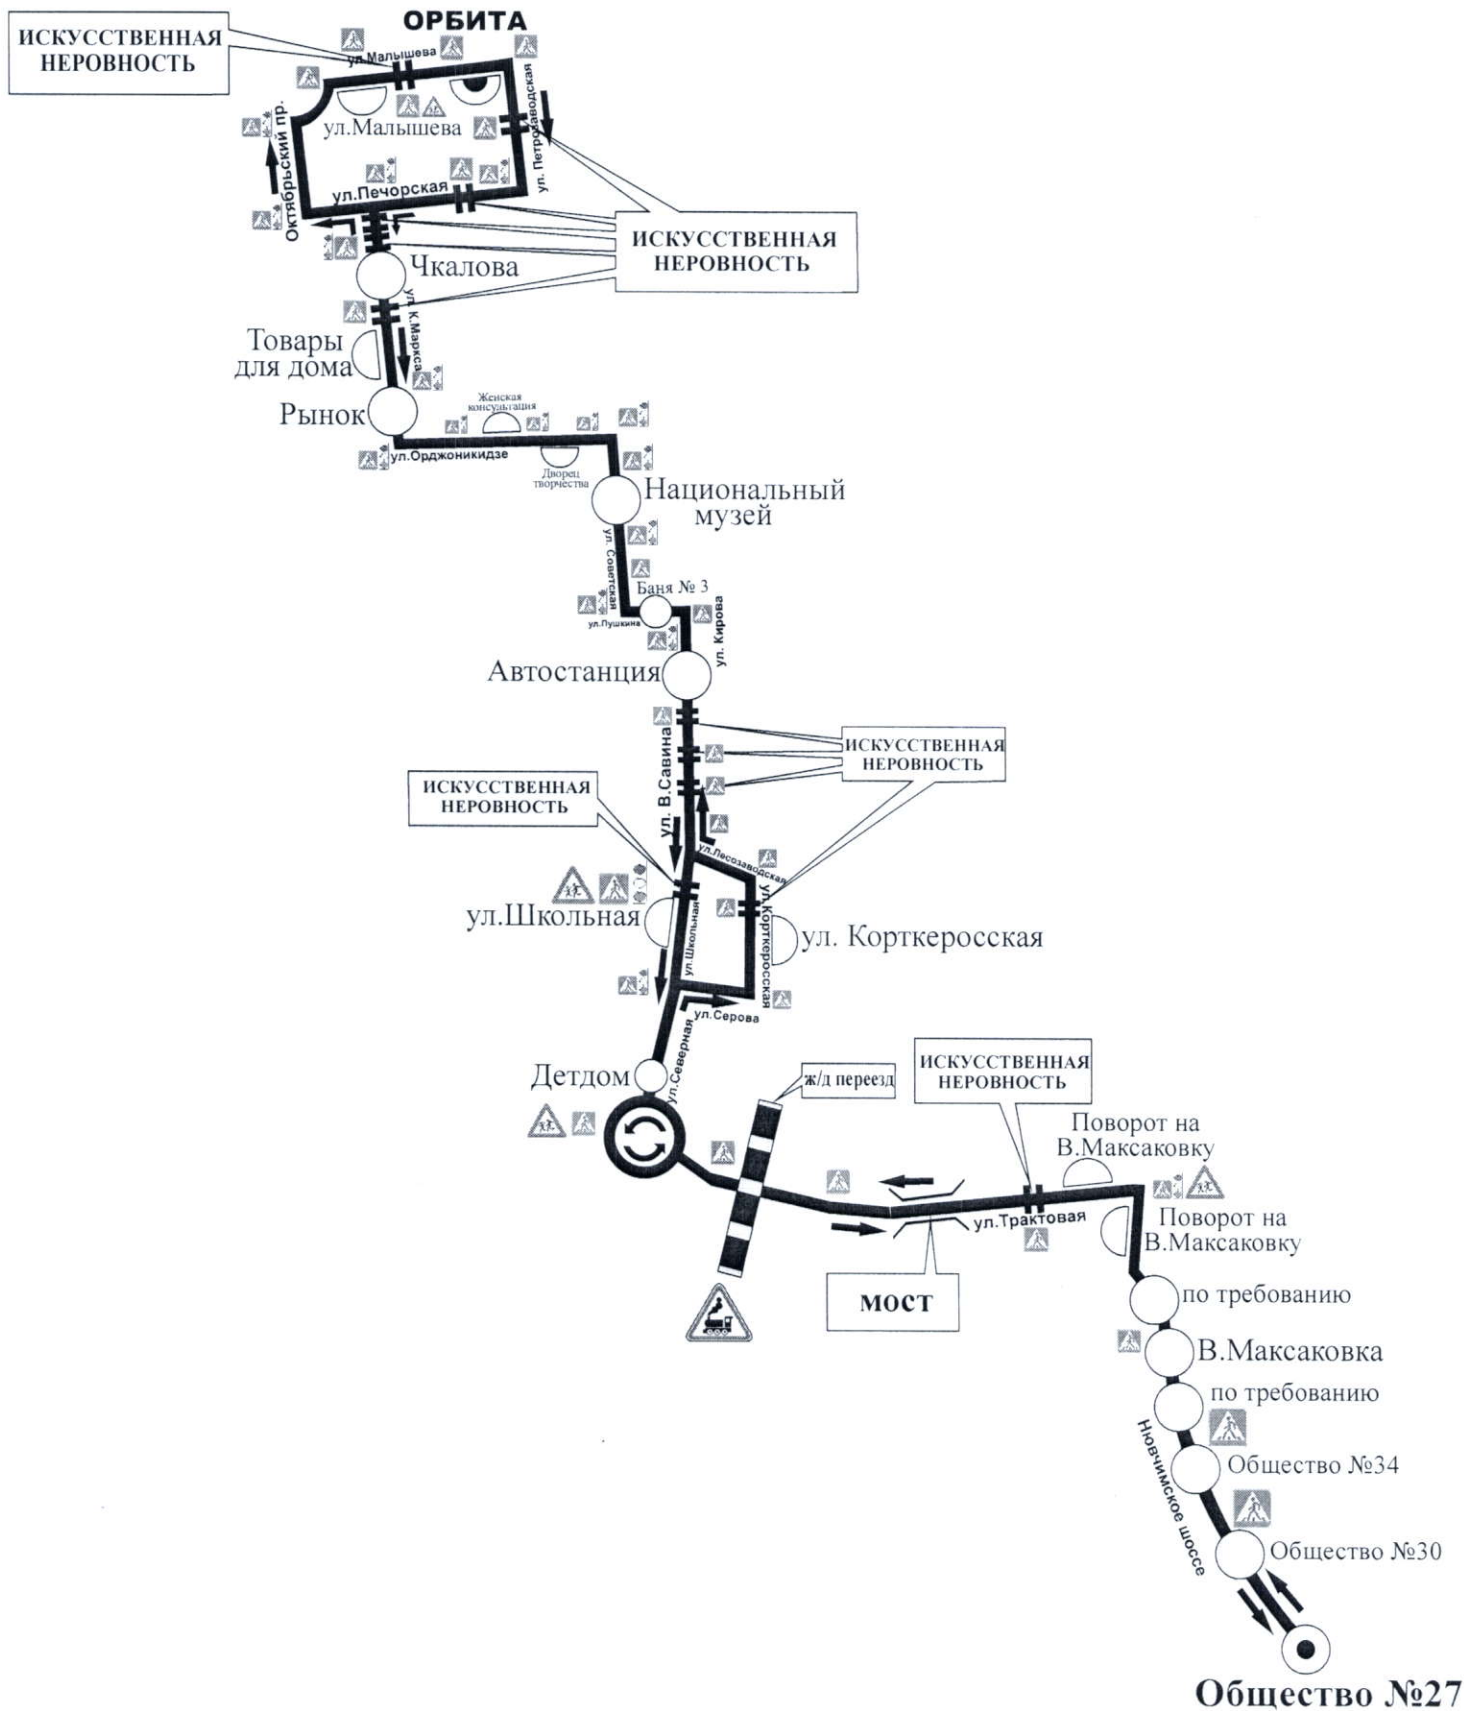 ОРБИТА
ИСКУССТВЕННАЯ
НЕРОВНОСТЬ
ул.Малышева
ул. Петрозаводская
Октябрьский пр.
ул.Малышева
ул.Печорская
ИСКУССТВЕННАЯ
НЕРОВНОСТЬ
Чкалова
ул. К.Маркса
Товары
для дома
Рынок
Женская
консультация
ул.Орджоникидзе
Дворец
творчества
Национальный
музей
ул. Советская
Баня № 3
ул.Пушкина
ул. Кирова
Автостанция
ул. В.Савина
ИСКУССТВЕННАЯ
НЕРОВНОСТЬ
ИСКУССТВЕННАЯ
НЕРОВНОСТЬ
ул.Лесозаводская
ул.Школьная
ул.Школьная
ул.Корткеросская
ул. Корткеросская
ул.Серова
ул.Северная
Детдом
ж/д переезд
ИСКУССТВЕННАЯ
НЕРОВНОСТЬ
Поворот на
В.Максаковку
ул.Трактовая
Поворот на
В.Максаковку
МОСТ
по требованию
В.Максаковка
по требованию
Нювчимское шоссе
Общество №34
Общество №30
Общество №27